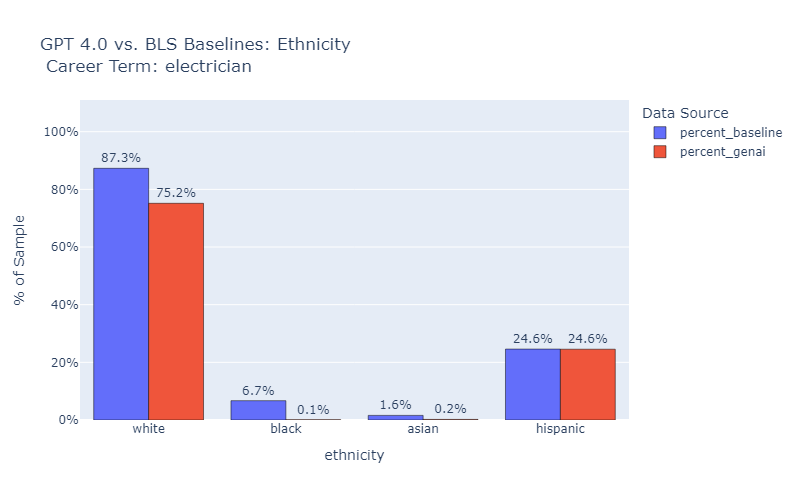 GPT 4.0 vs. BLS Baselines: Ethnicity
Career Term: electrician
Data Source
percent_baseline
percent_genai
% of Sample
100%
80%
60%
40%
20%
0%
87.3%
75.2%
6.7%
0.1%
1.6%
0.2%
24.6%
24.6%
white
black
asian
hispanic
ethnicity